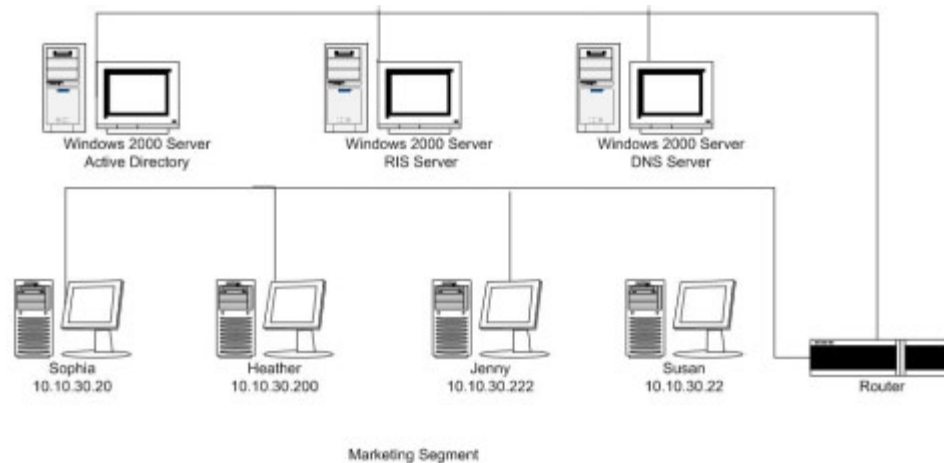 Windows 2000 Server
Active Directory
Windows 2000 Server
RIS Server
Windows 2000 Server
DNS Server
Sophia
10.10.30.20
Heather
10.10.30.200
Jenny
10.10.30.222
Susan
10.10.30.22
Router
Marketing Segment